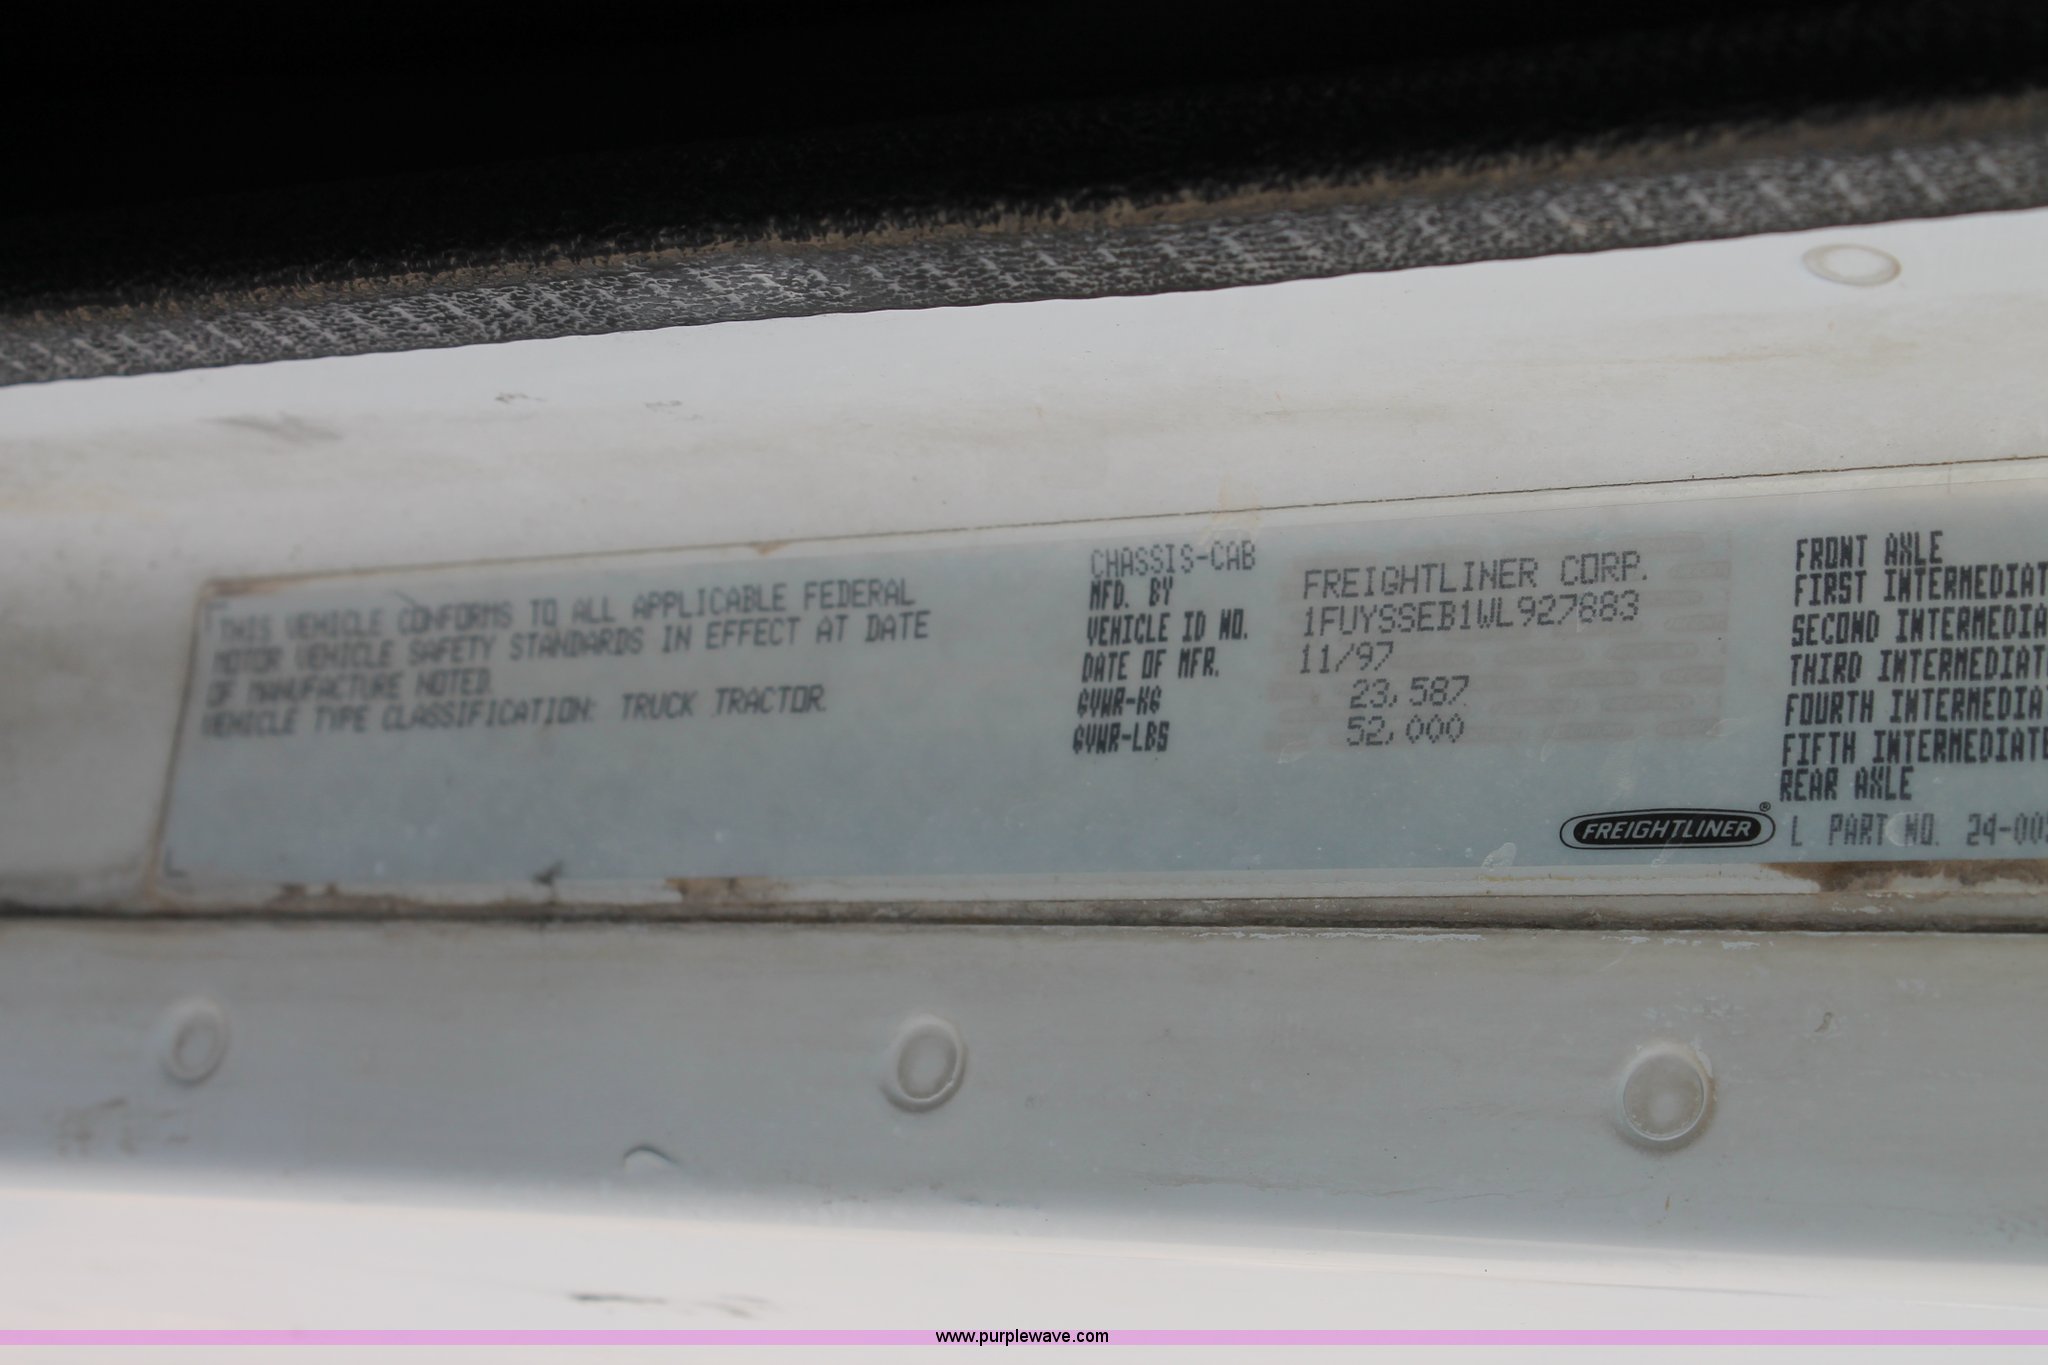 THIS VEHICLE CONFORMS TO ALL APPLICABLE FEDERAL
MOTOR VEHICLE SAFETY STANDARDS IN EFFECT AT DATE
OF MANUFACTURE NOTED.
VEHICLE TYPE CLASSIFICATION: TRUCK TRACTOR
CHASSIS-CAB
MFD. BY FREIGHTLINER CORP.
VEHICLE ID NO. 1FUYSSEB1WL927883
DATE OF MFR. 11/97
GVWR-KG 23,587
GVWR-LBS 52,000
FREIGHTLINER®
FRONT AXLE
FIRST INTERMEDIAT
SECOND INTERMEDIA
THIRD INTERMEDIAT
FOURTH INTERMEDIA
FIFTH INTERMEDIATE
REAR AXLE
L PART NO. 24-00
www.purplewave.com